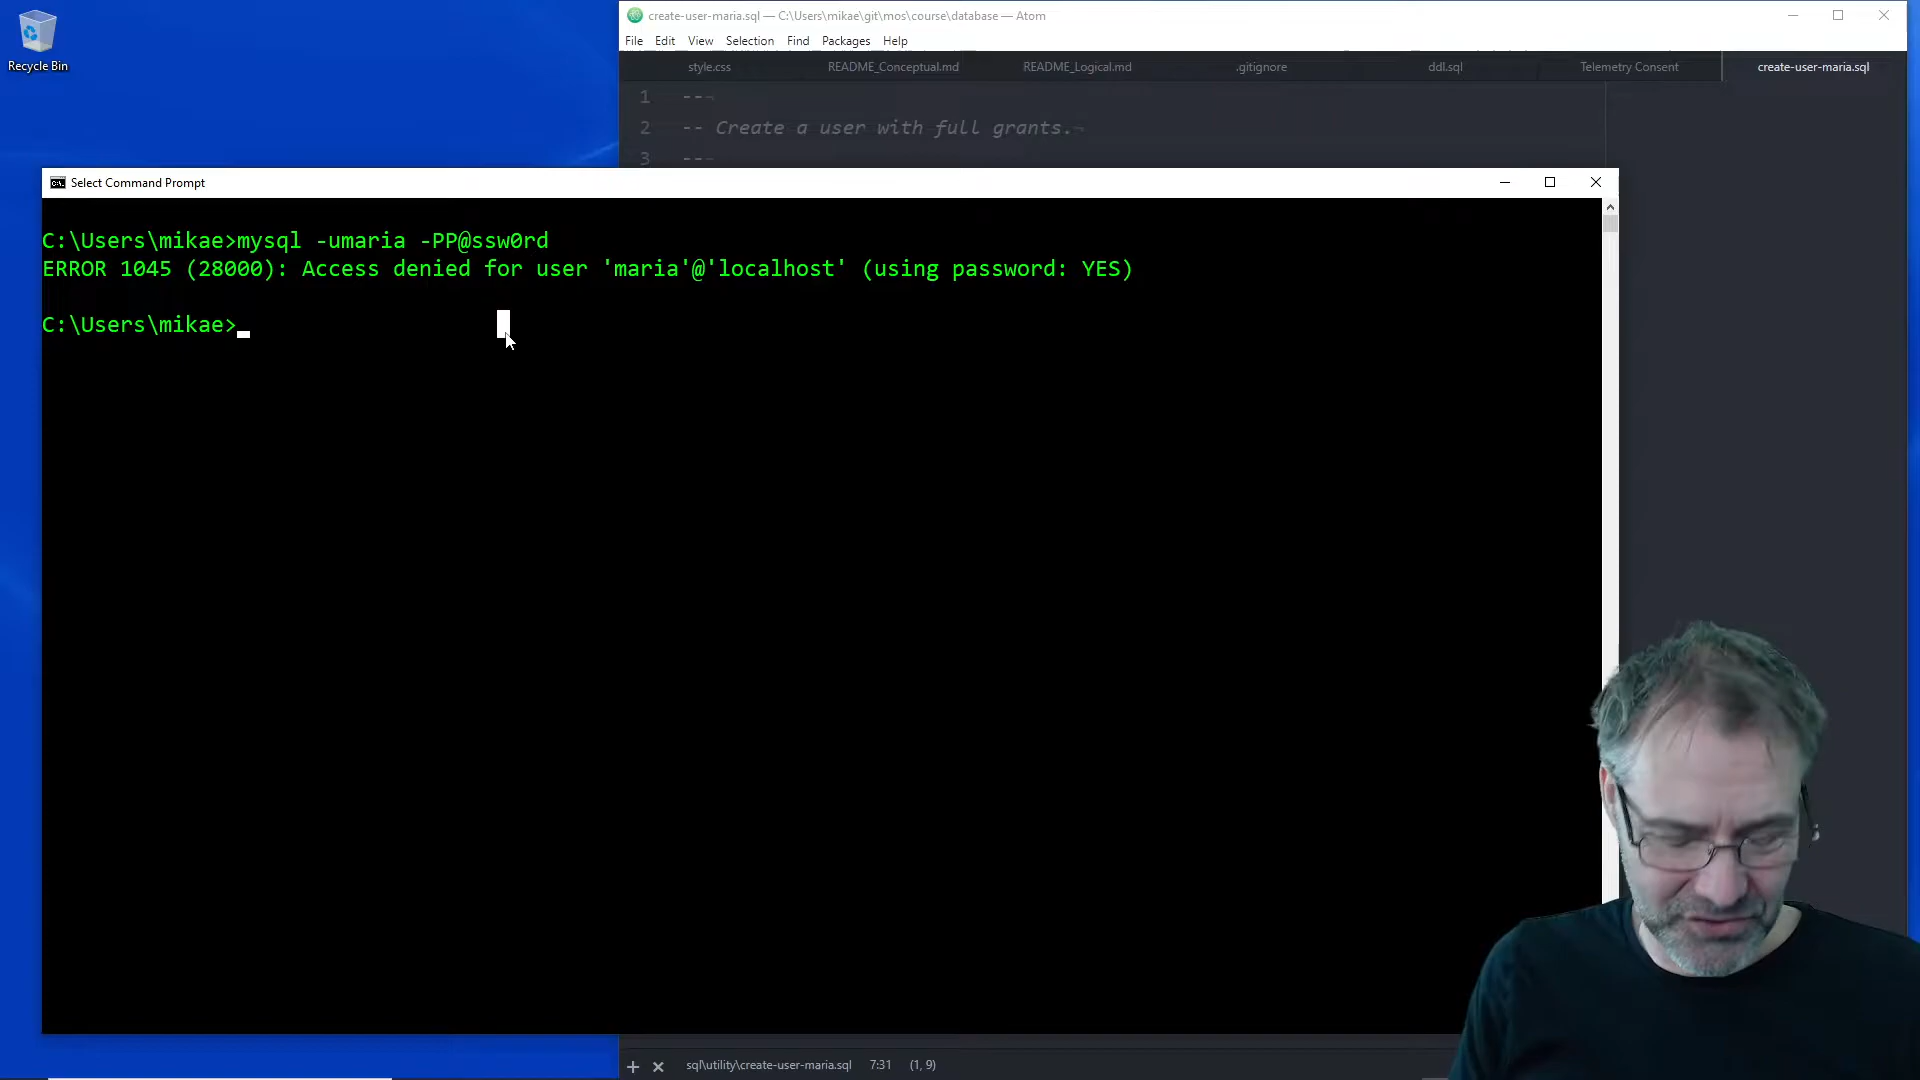 Recycle Bin
create-user-maria.sql — C:\Users\mikae\git\mos\course\database — Atom
File Edit View Selection Find Packages Help
style.css README_Conceptual.md README_Logical.md .gitignore ddl.sql Telemetry Consent create-user-maria.sql
1 --
2 -- Create a user with full grants.
3 --
Select Command Prompt
C:\Users\mikae>mysql -umaria -PP@ssw0rd
ERROR 1045 (28000): Access denied for user 'maria'@'localhost' (using password: YES)
C:\Users\mikae>
sql\utility\create-user-maria.sql 7:31 (1, 9)